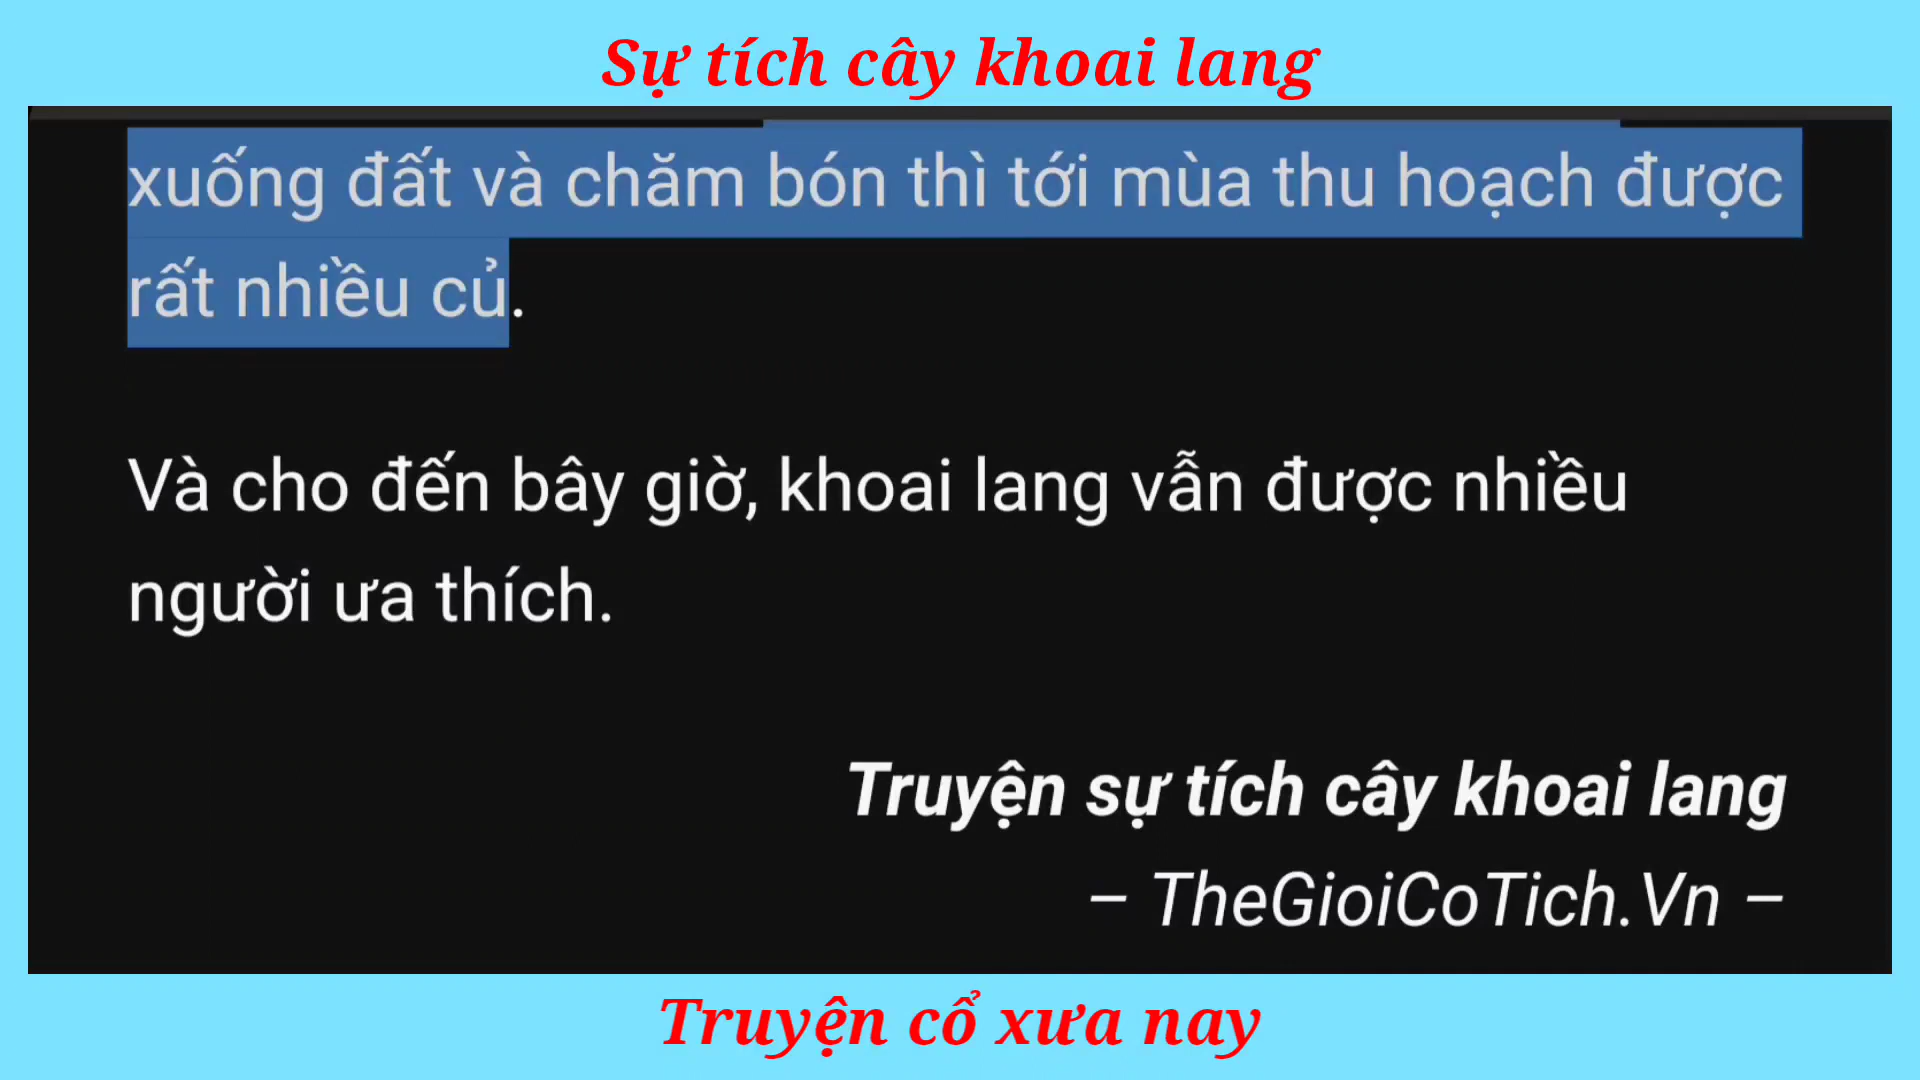 Sự tích cây khoai lang
xuống đất và chăm bón thì tới mùa thu hoạch được
rất nhiều củ.
Và cho đến bây giờ, khoai lang vẫn được nhiều
người ưa thích.
Truyện sự tích cây khoai lang
– TheGioiCoTich.Vn –
Truyện cổ xưa nay